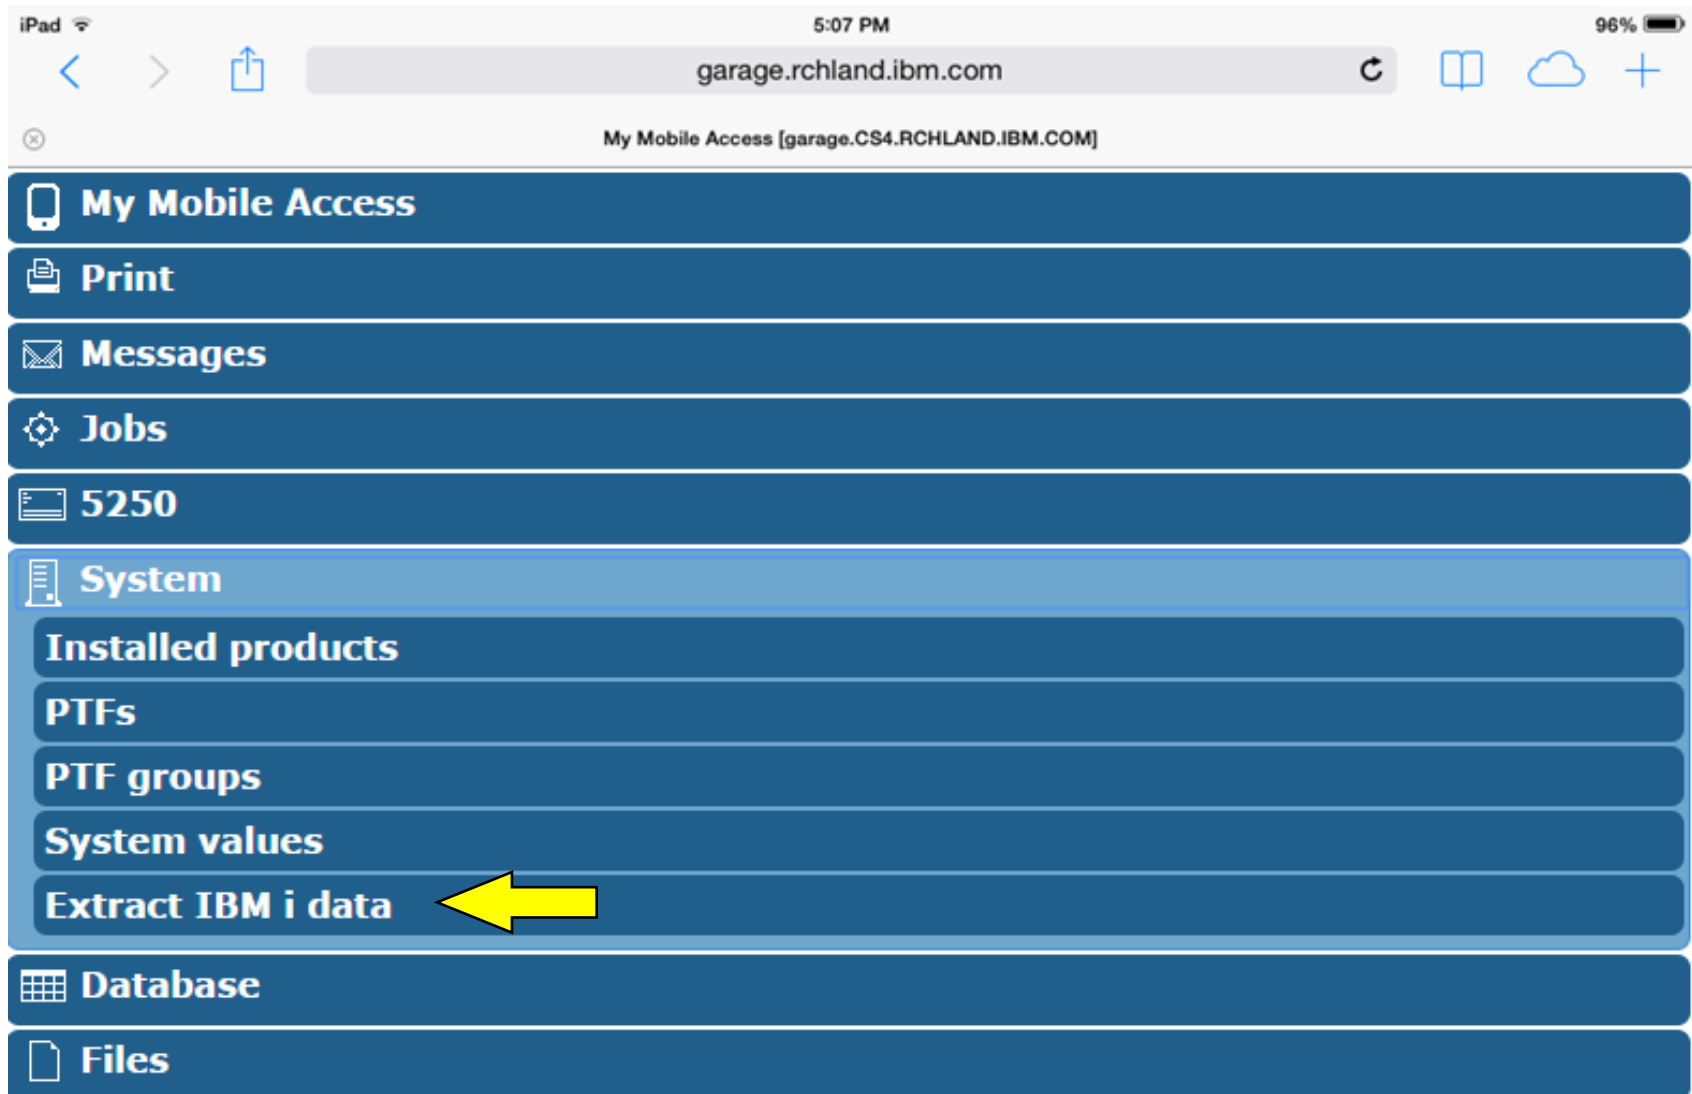 iPad 5:07 PM 96%
garage.rchland.ibm.com
My Mobile Access [garage.CS4.RCHLAND.IBM.COM]
My Mobile Access
Print
Messages
Jobs
5250
System
Installed products
PTFs
PTF groups
System values
Extract IBM i data
Database
Files